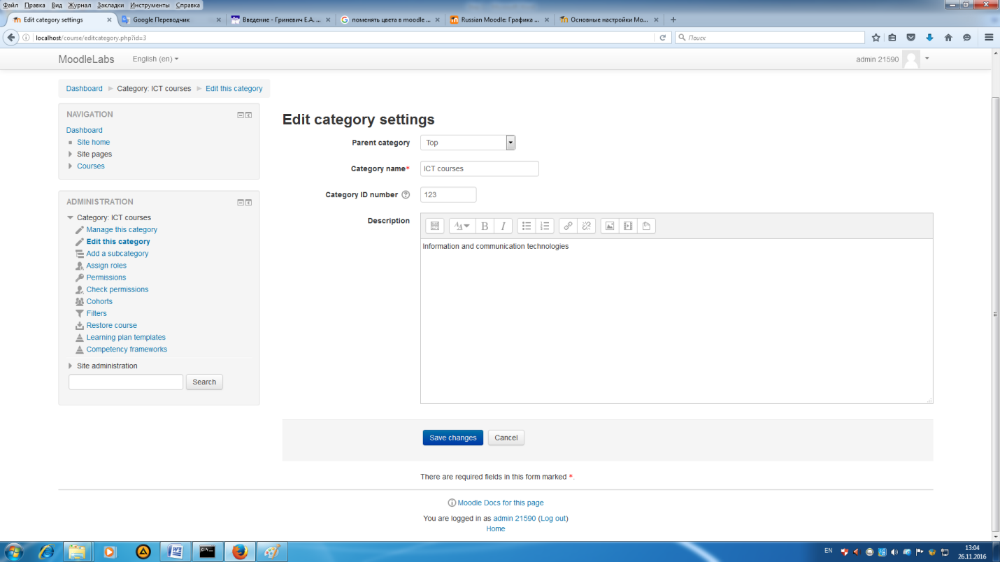 Файл Правка Вид Журнал Закладки Инструменты Справка
Edit category settings
Google Переводчик
Введение - Гриневич Е.А. ...
поменять цвета в moodle ...
Russian Moodle: Графика ...
Основные настройки Mo...
localhost/course/editcategory.php?id=3
Поиск
MoodleLabs English (en)
admin 21590
Dashboard Category: ICT courses Edit this category
NAVIGATION
Dashboard
Site home
Site pages
Courses
ADMINISTRATION
Category: ICT courses
Manage this category
Edit this category
Add a subcategory
Assign roles
Permissions
Check permissions
Cohorts
Filters
Restore course
Learning plan templates
Competency frameworks
Site administration
Search
Edit category settings
Parent category Top
Category name* ICT courses
Category ID number 123
Description
Information and communication technologies
Save changes Cancel
There are required fields in this form marked *.
Moodle Docs for this page
You are logged in as admin 21590 (Log out)
Home
EN
13:04
26.11.2016